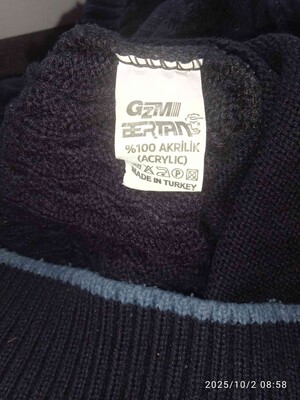 GZM
BERTAN
%100 AKRİLİK
(ACRYLIC)
MADE IN TURKEY
2025/10/2 08:58